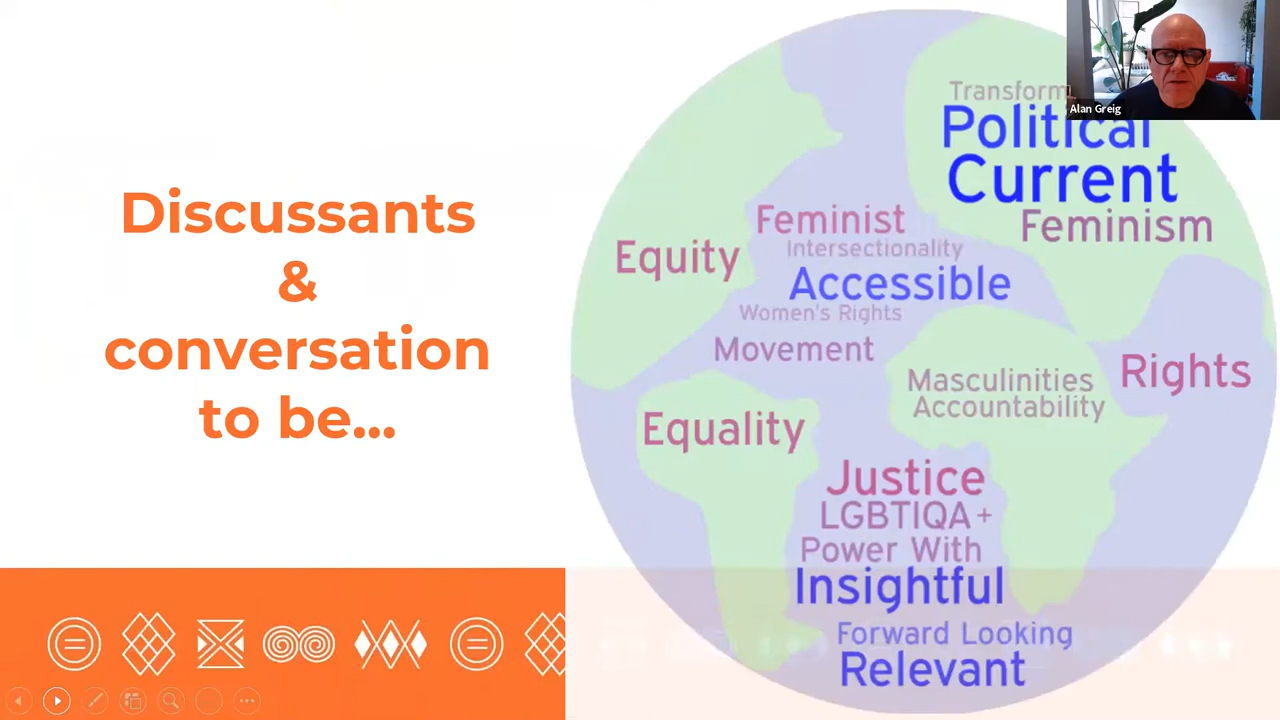 Discussants
&
conversation
to be...
Transform
Political
Current
Feminism
Feminist
Intersectionality
Equity
Accessible
Women's Rights
Movement
Rights
Masculinities
Accountability
Equality
Justice
LGBTIQA+
Power With
Insightful
Forward Looking
Relevant
Alan Greig